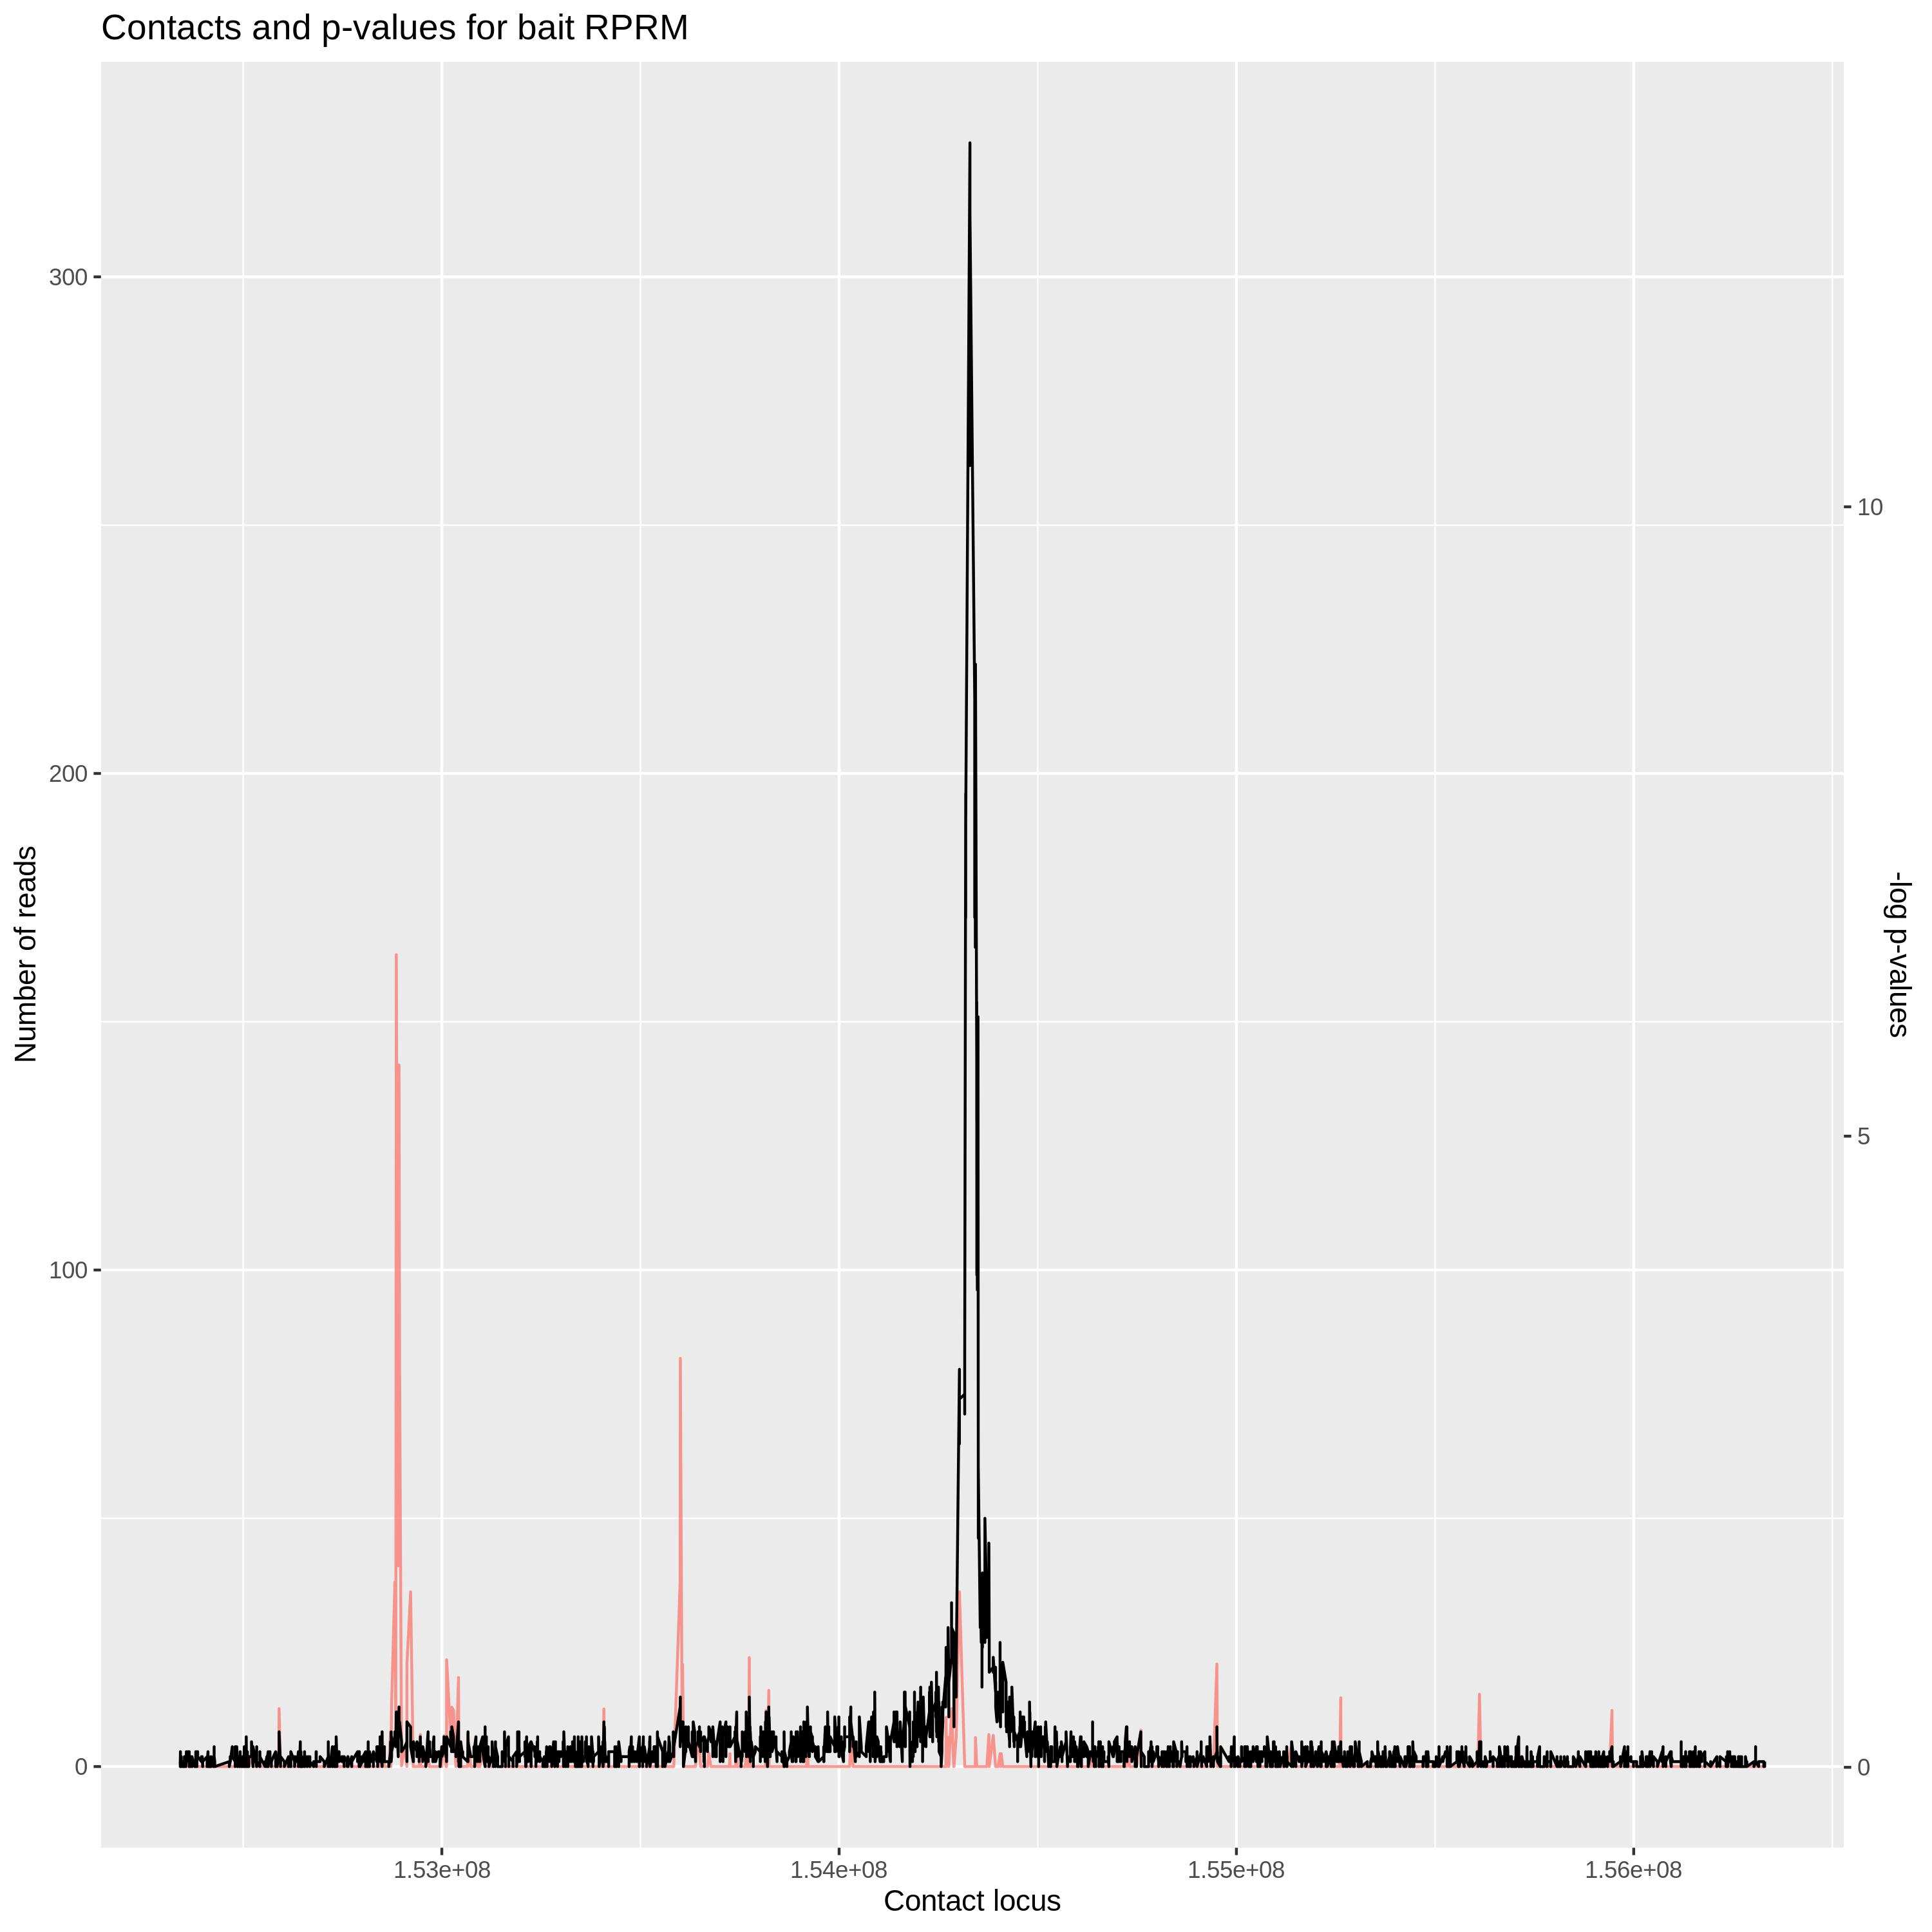 Contacts and p-values for bait RPRM
300
200
100
0
10
5
0
Number of reads
-log p-values
1.53e+08
1.54e+08
1.55e+08
1.56e+08
Contact locus